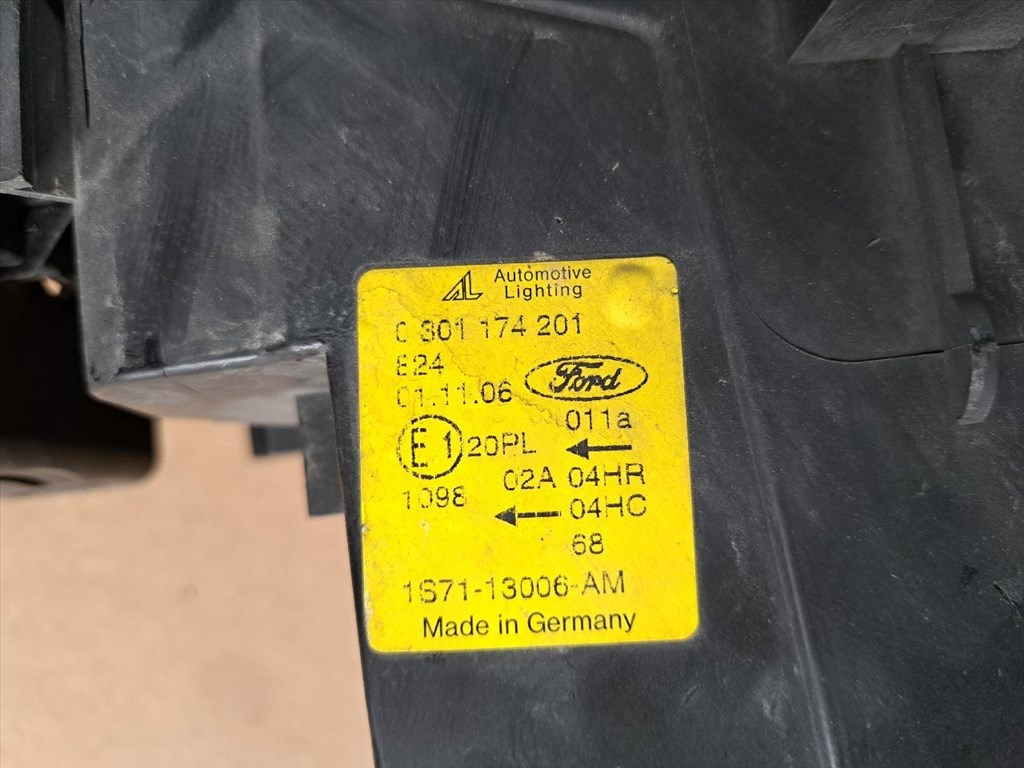 AL Automotive
Lighting
0 301 174 201
824
01.11.06 Ford
011a
E1 20PL ←
02A 04HR
1098 ← 04HC
68
1S71-13006-AM
Made in Germany